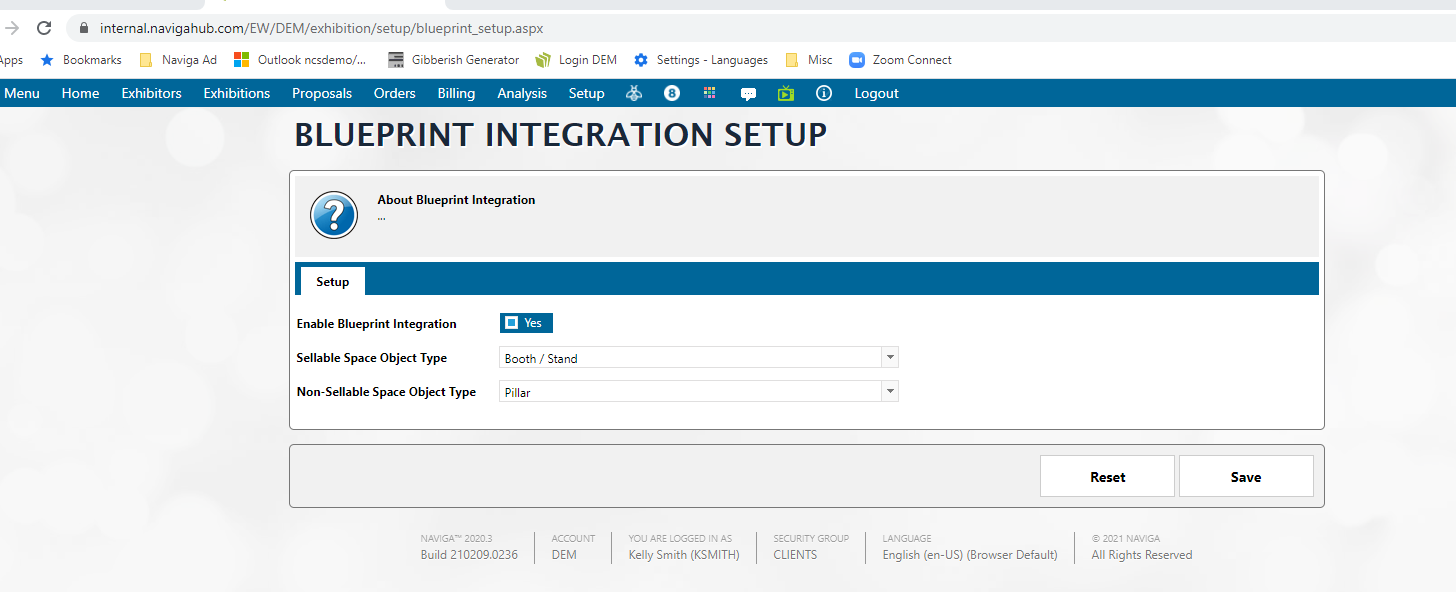 internal.navigahub.com/EW/DEM/exhibition/setup/blueprint_setup.aspx
Apps Bookmarks Naviga Ad Outlook ncsdemo/... Gibberish Generator Login DEM Settings - Languages Misc Zoom Connect
Menu Home Exhibitors Exhibitions Proposals Orders Billing Analysis Setup 8 Logout
BLUEPRINT INTEGRATION SETUP
About Blueprint Integration
...
Setup
Enable Blueprint Integration Yes
Sellable Space Object Type Booth / Stand
Non-Sellable Space Object Type Pillar
Reset Save
NAVIGA™ 2020.3 ACCOUNT YOU ARE LOGGED IN AS SECURITY GROUP LANGUAGE © 2021 NAVIGA
Build 210209.0236 DEM Kelly Smith (KSMITH) CLIENTS English (en-US) (Browser Default) All Rights Reserved